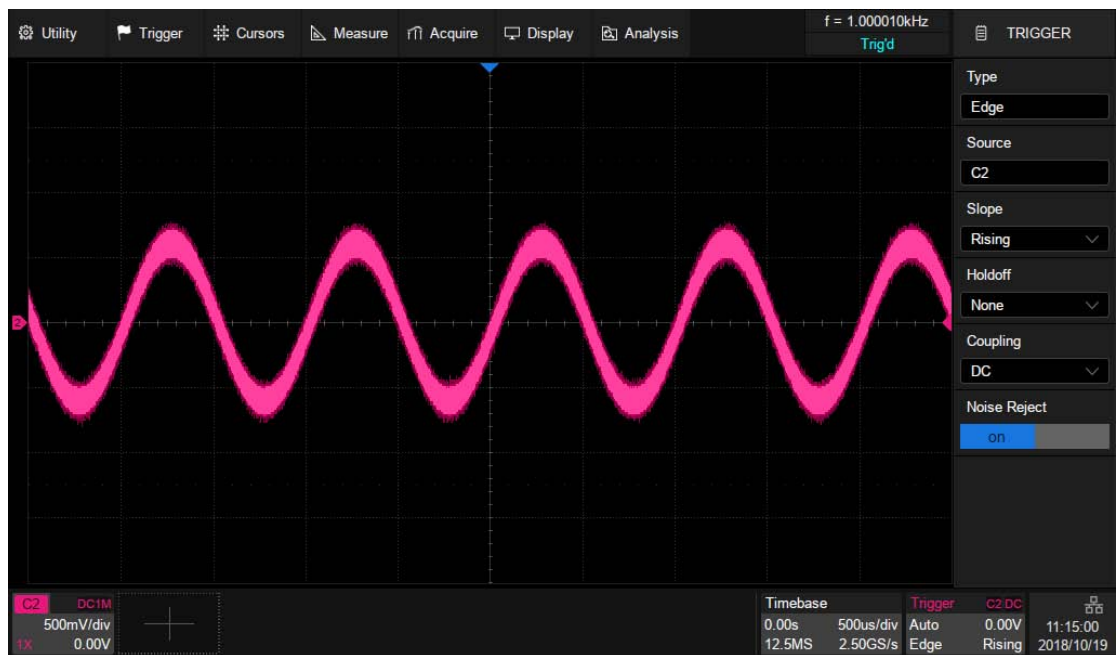 Utility Trigger Cursors Measure Acquire Display Analysis
f = 1.000010kHz
Trig'd
TRIGGER
Type
Edge
Source
C2
Slope
Rising
Holdoff
None
Coupling
DC
Noise Reject
on
2
C2 DC1M
500mV/div
1X 0.00V
Timebase
0.00s 500us/div
12.5MS 2.50GS/s
Trigger C2 DC
Auto 0.00V
Edge Rising
11:15:00
2018/10/19